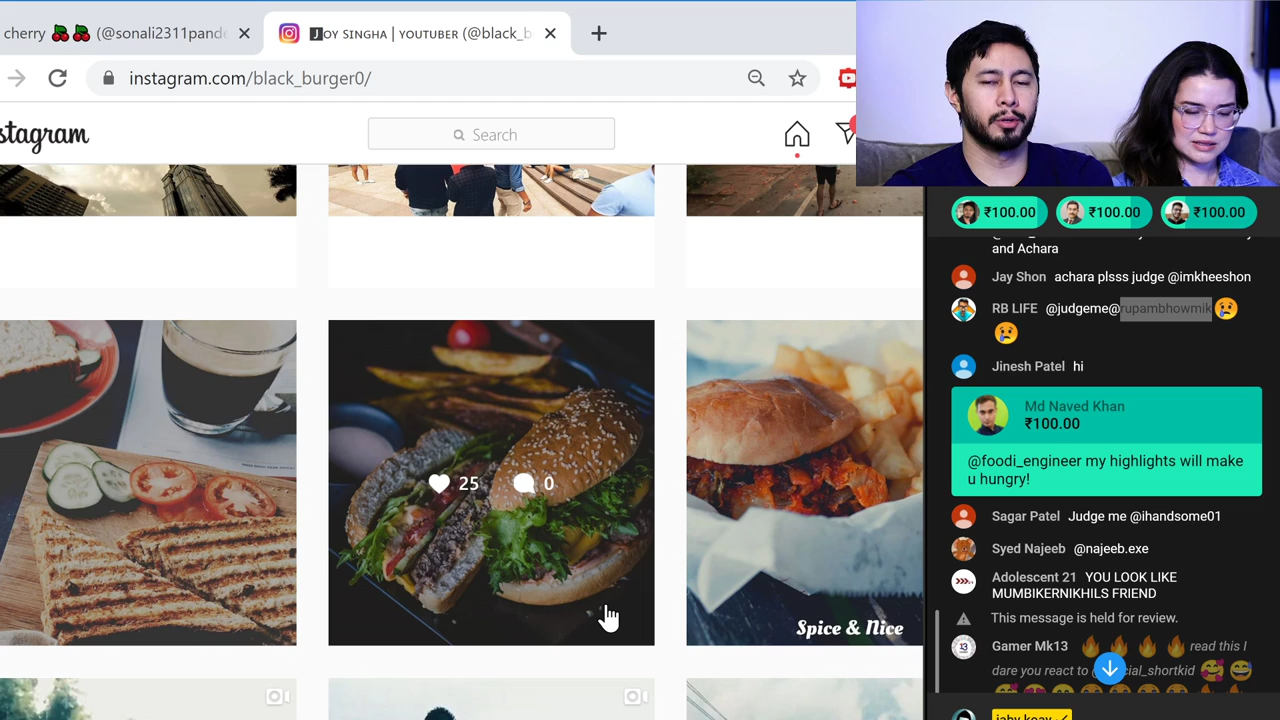 cherry 🍒🍒 (@sonali2311pand
JOY SINGHA | YOUTUBER (@black_b
instagram.com/black_burger0/
stagram
Search
25
0
Spice & Nice
₹100.00
₹100.00
₹100.00
and Achara
Jay Shon achara plsss judge @imkheeshon
RB LIFE @judgeme@rupambhowmik😢
😢
Jinesh Patel hi
Md Naved Khan
₹100.00
@foodi_engineer my highlights will make
u hungry!
Sagar Patel Judge me @ihandsome01
Syed Najeeb @najeeb.exe
Adolescent 21 YOU LOOK LIKE
MUMBIKERNIKHILS FRIEND
This message is held for review.
Gamer Mk13 🔥🔥🔥🔥 read this I
dare you react to cial_shortkid 🥰😅
jaby koay ✓